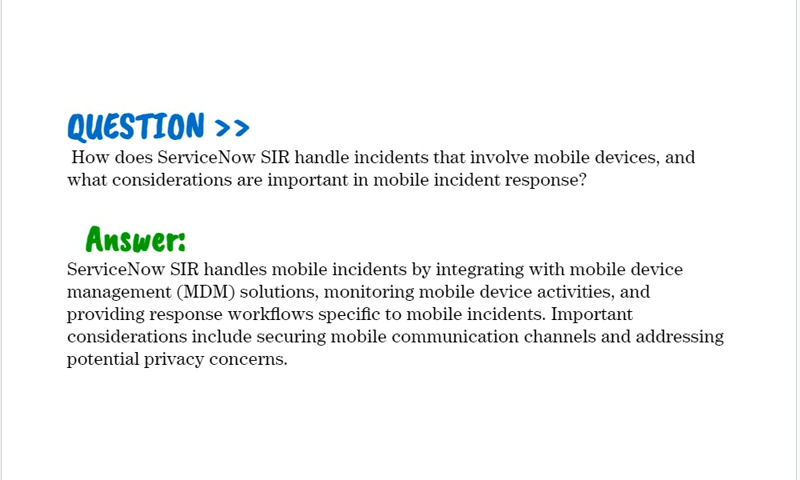 QUESTION >>
How does ServiceNow SIR handle incidents that involve mobile devices, and
what considerations are important in mobile incident response?
Answer:
ServiceNow SIR handles mobile incidents by integrating with mobile device
management (MDM) solutions, monitoring mobile device activities, and
providing response workflows specific to mobile incidents. Important
considerations include securing mobile communication channels and addressing
potential privacy concerns.